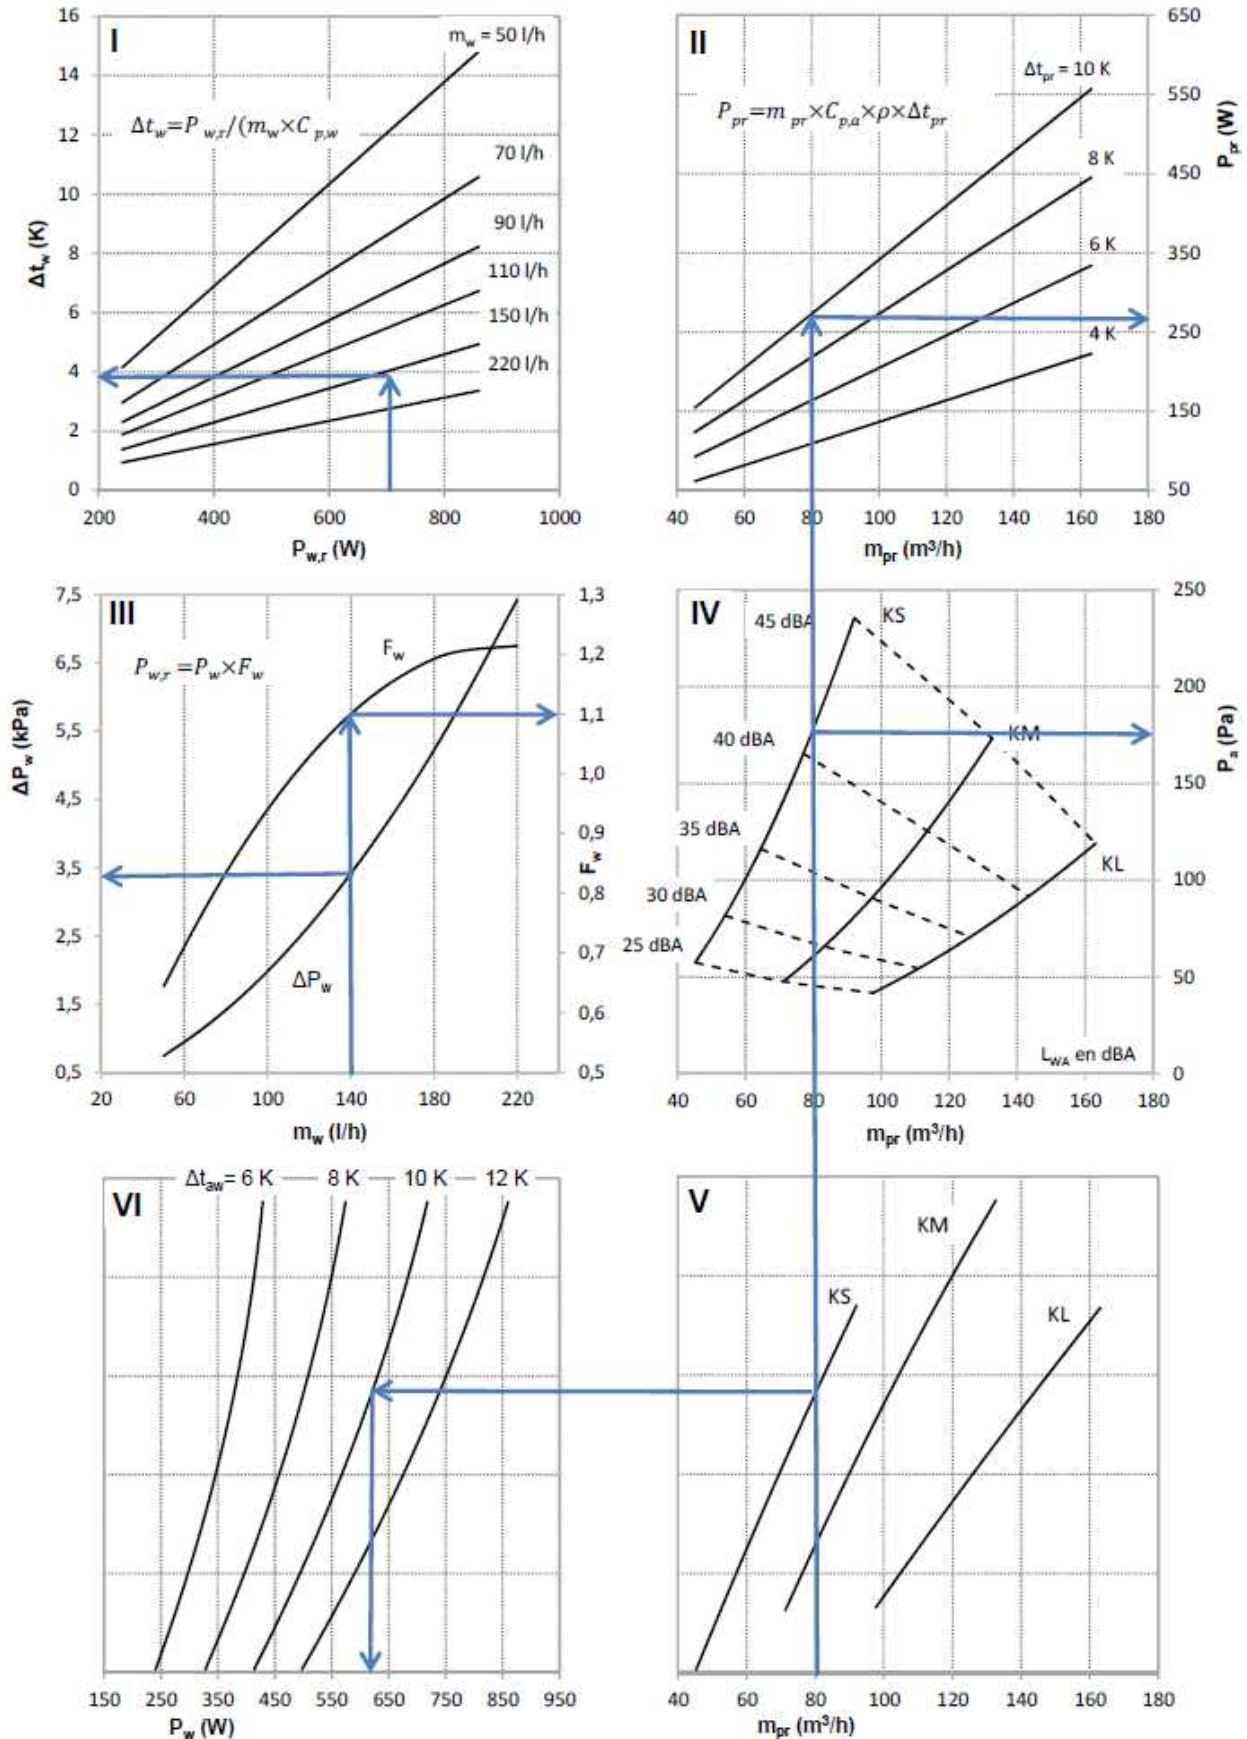 I
16
14
12
10
8
6
4
2
0
Δt_w (K)
m_w = 50 l/h
Δt_w=P_w,r/(m_w×C_p,w
70 l/h
90 l/h
110 l/h
150 l/h
220 l/h
200 400 600 800 1000
P_w,r (W)
II
Δt_pr = 10 K
P_pr=m_pr×C_p,a×ρ×Δt_pr
8 K
6 K
4 K
650
550
450
350
250
150
50
P_pr (W)
40 60 80 100 120 140 160 180
m_pr (m³/h)
III
7,5
6,5
5,5
4,5
3,5
2,5
1,5
0,5
ΔP_w (kPa)
P_w,r=P_w×F_w
F_w
ΔP_w
1,3
1,2
1,1
1,0
0,9
0,8
0,7
0,6
0,5
F_w
20 60 100 140 180 220
m_w (l/h)
IV
45 dBA
KS
40 dBA
KM
35 dBA
KL
30 dBA
25 dBA
L_WA en dBA
250
200
150
100
50
0
P_a (Pa)
40 60 80 100 120 140 160 180
m_pr (m³/h)
VI
Δt_aw= 6 K 8 K 10 K 12 K
150 250 350 450 550 650 750 850 950
P_w (W)
V
KM
KS
KL
40 60 80 100 120 140 160 180
m_pr (m³/h)